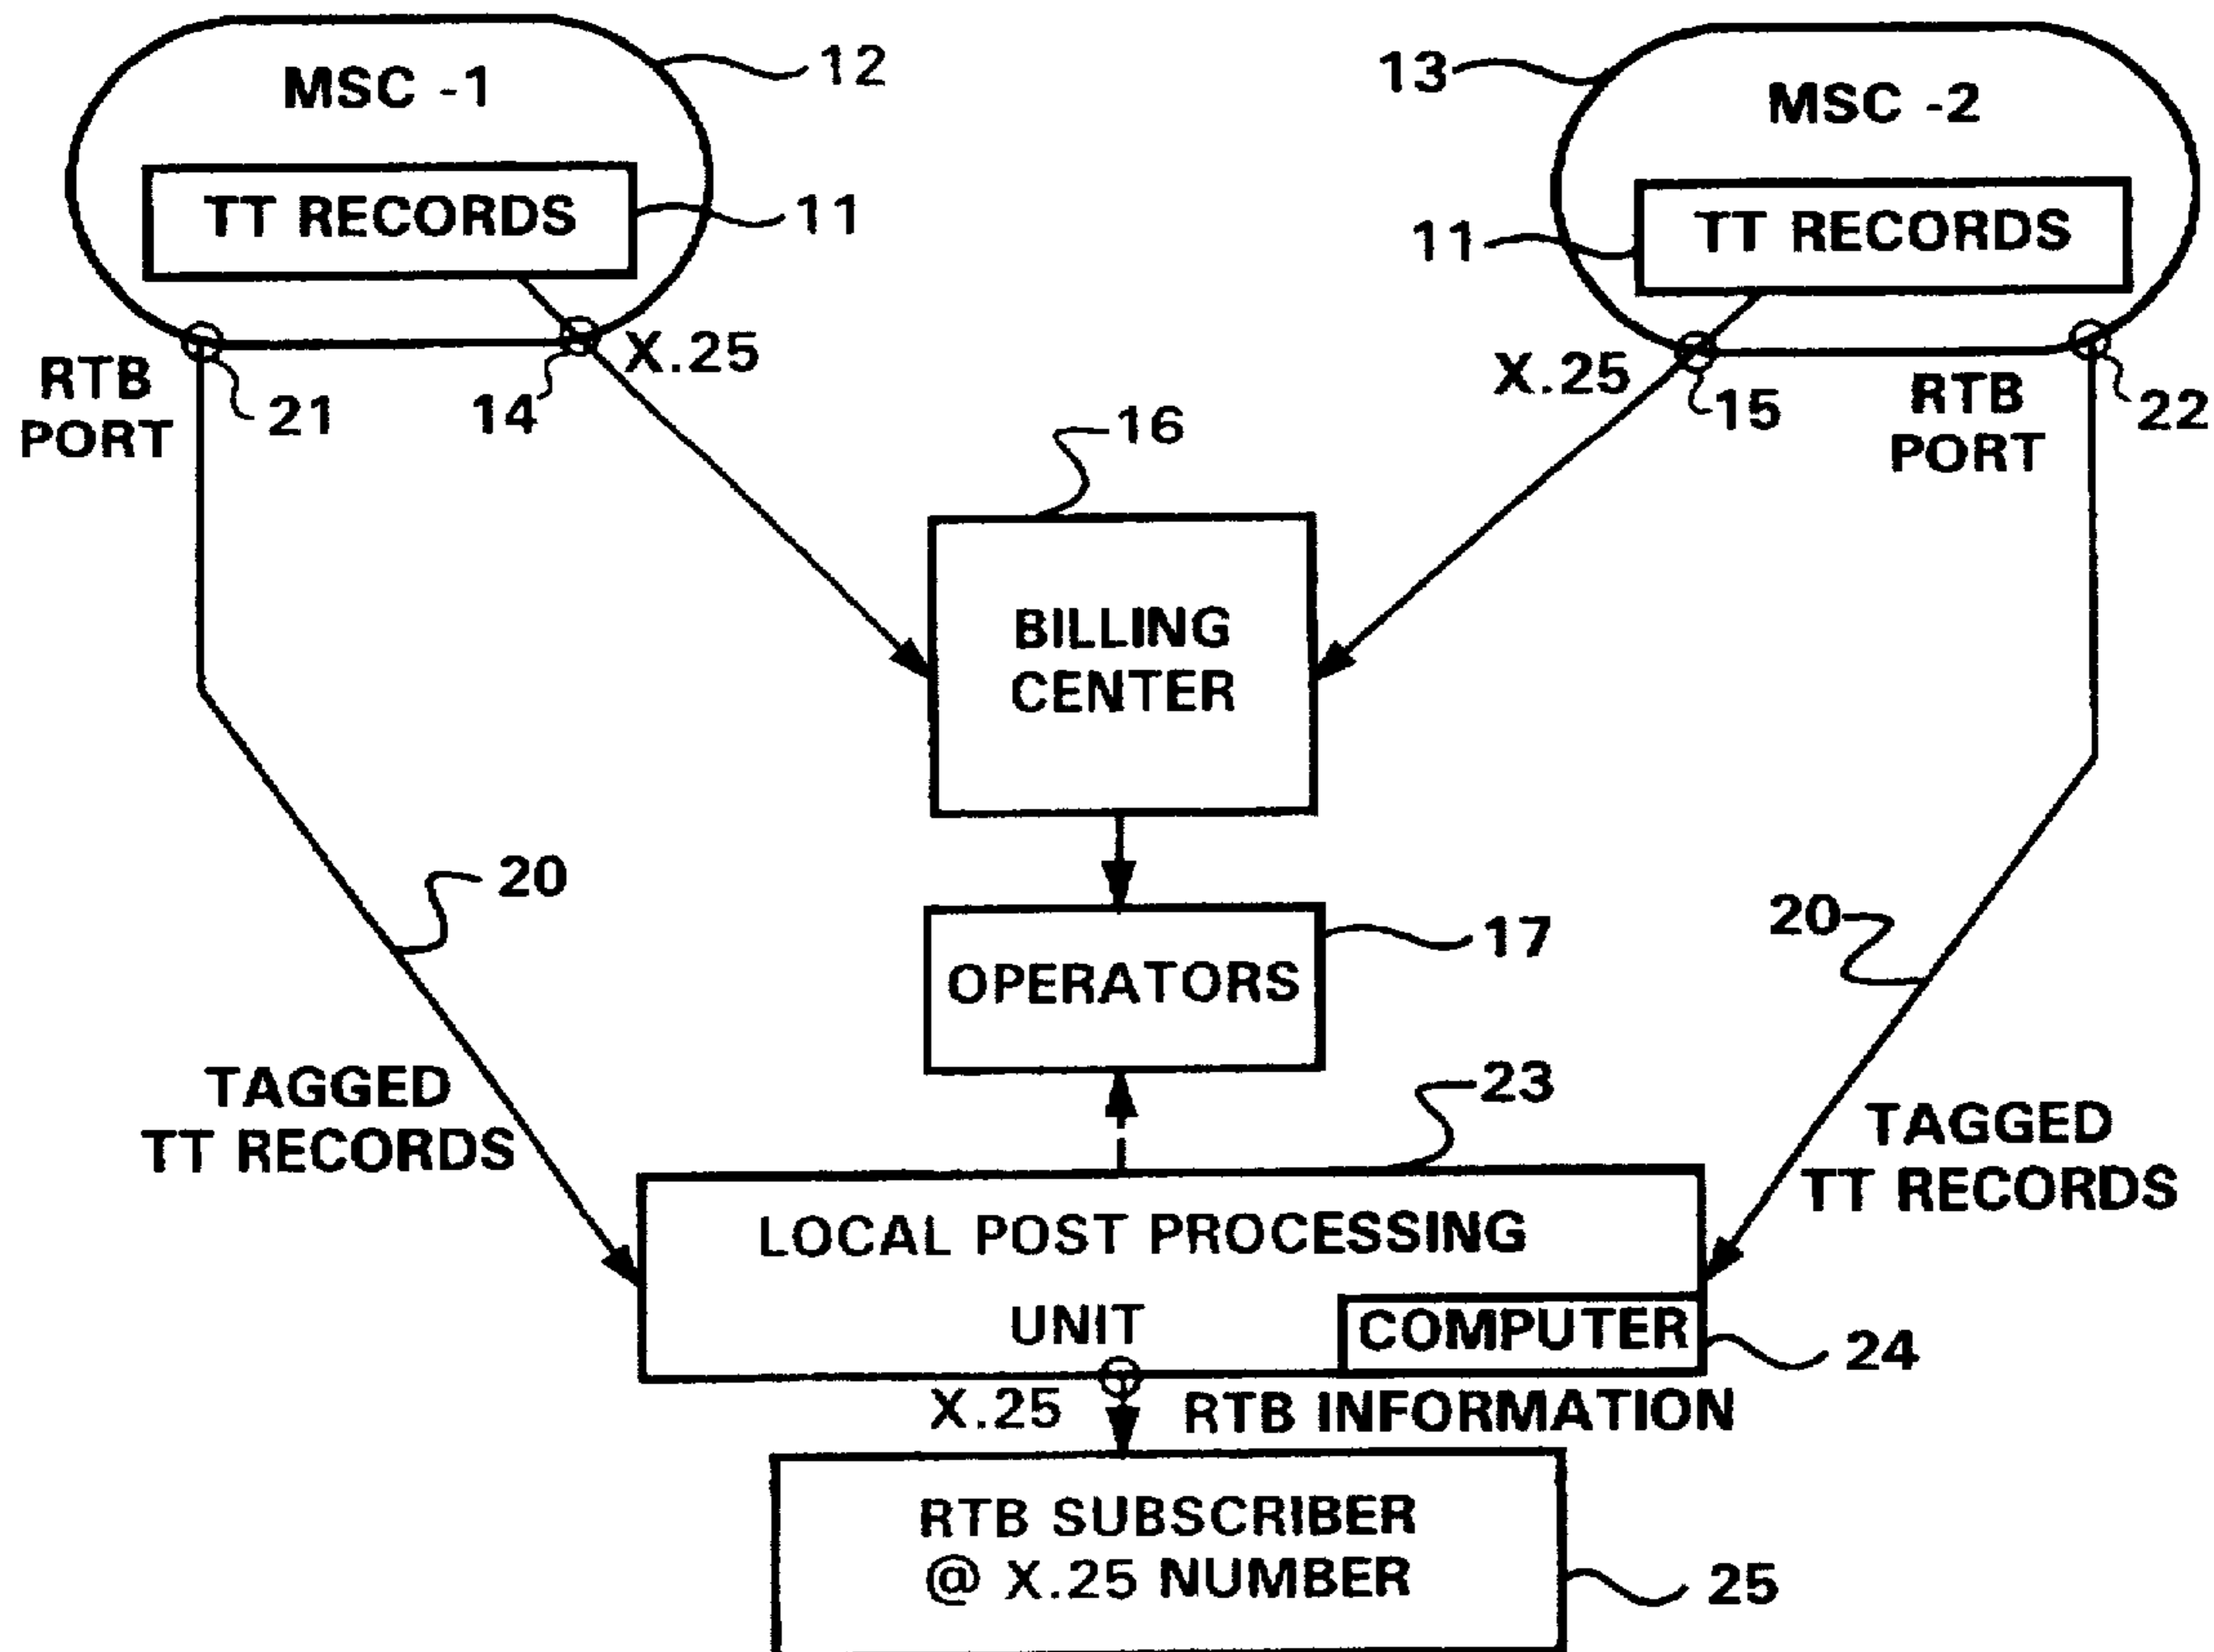 MSC -1
12
TT RECORDS
11
RTB
PORT
21
14
X.25
13
MSC -2
11
TT RECORDS
X.25
15
RTB
PORT
22
16
BILLING
CENTER
17
OPERATORS
20
TAGGED
TT RECORDS
20
TAGGED
TT RECORDS
23
LOCAL POST PROCESSING
UNIT
COMPUTER
24
X.25
RTB INFORMATION
RTB SUBSCRIBER
@ X.25 NUMBER
25